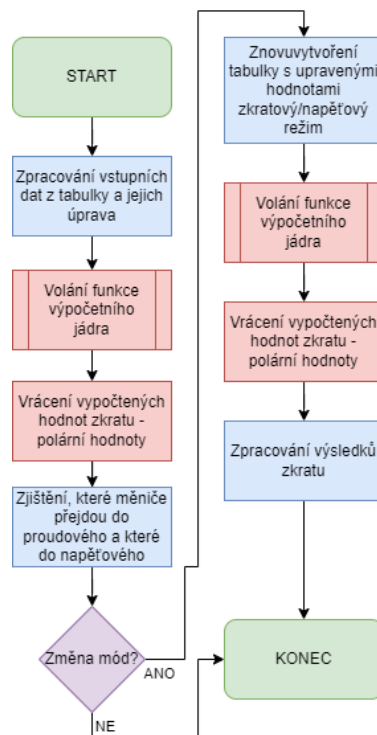 START
Zpracování vstupních
dat z tabulky a jejich
úprava
Volání funkce
výpočetního
jádra
Vrácení vypočtených
hodnot zkratu -
polární hodnoty
Zjištění, které měniče
přejdou do
proudového a které
do napěťového
Změna mód?
ANO
NE
Znovuvytvoření
tabulky s upravenými
hodnotami
zkratový/napěťový
režim
Volání funkce
výpočetního
jádra
Vrácení vypočtených
hodnot zkratu -
polární hodnoty
Zpracování výsledků
zkratu
KONEC